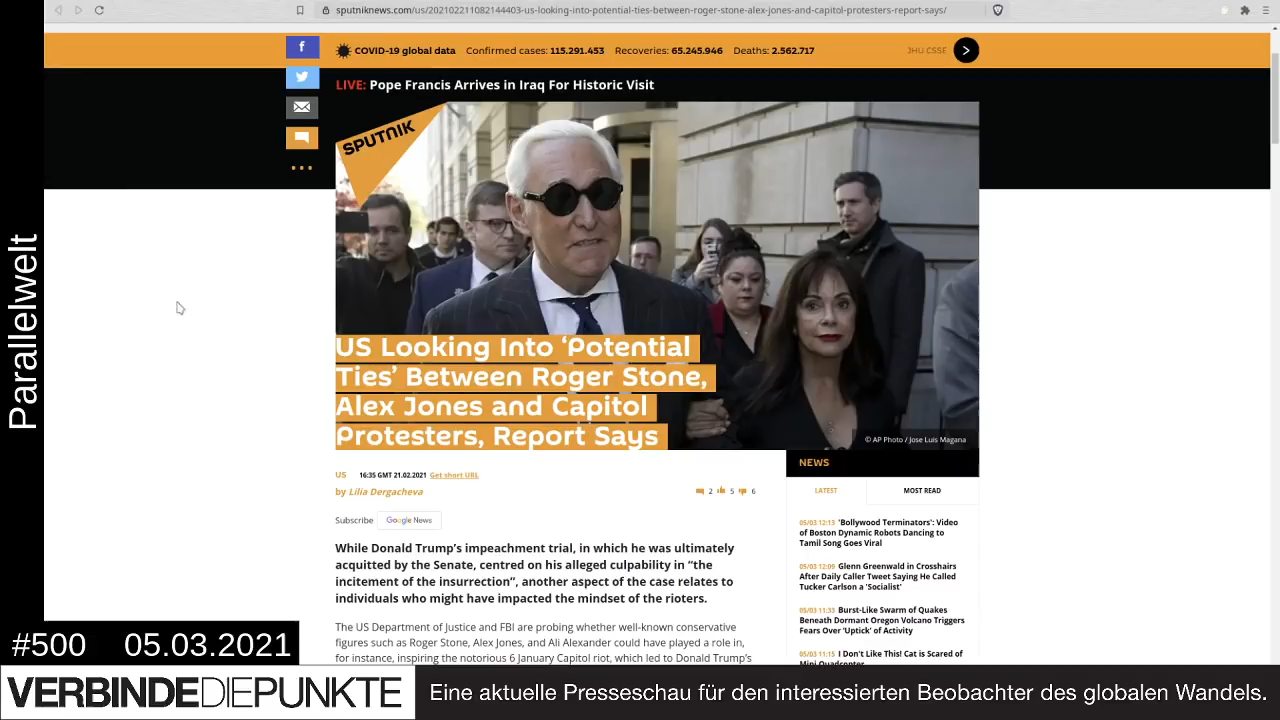 sputniknews.com/us/202102211082144403-us-looking-into-potential-ties-between-roger-stone-alex-jones-and-capitol-protesters-report-says/
COVID-19 global data Confirmed cases: 115.291.453 Recoveries: 65.245.946 Deaths: 2.562.717 JHU CSSE
LIVE: Pope Francis Arrives in Iraq For Historic Visit
SPUTNIK
US Looking Into ‘Potential
Ties’ Between Roger Stone,
Alex Jones and Capitol
Protesters, Report Says
© AP Photo / Jose Luis Magana
US 16:35 GMT 21.02.2021 Get short URL
by Lilia Dergacheva
2 5 6
Subscribe Google News
While Donald Trump’s impeachment trial, in which he was ultimately
acquitted by the Senate, centred on his alleged culpability in “the
incitement of the insurrection”, another aspect of the case relates to
individuals who might have impacted the mindset of the rioters.
The US Department of Justice and FBI are probing whether well-known conservative
figures such as Roger Stone, Alex Jones, and Ali Alexander could have played a role in,
for instance, inspiring the notorious 6 January Capitol riot, which led to Donald Trump’s
NEWS
LATEST MOST READ
05/03 12:13 'Bollywood Terminators': Video
of Boston Dynamic Robots Dancing to
Tamil Song Goes Viral
05/03 12:09 Glenn Greenwald in Crosshairs
After Daily Caller Tweet Saying He Called
Tucker Carlson a 'Socialist'
05/03 11:33 Burst-Like Swarm of Quakes
Beneath Dormant Oregon Volcano Triggers
Fears Over 'Uptick' of Activity
05/03 11:15 I Don't Like This! Cat is Scared of
Mini Quadcopter
Parallelwelt
#500 05.03.2021
VERBINDEDIEPUNKTE
Eine aktuelle Presseschau für den interessierten Beobachter des globalen Wandels.